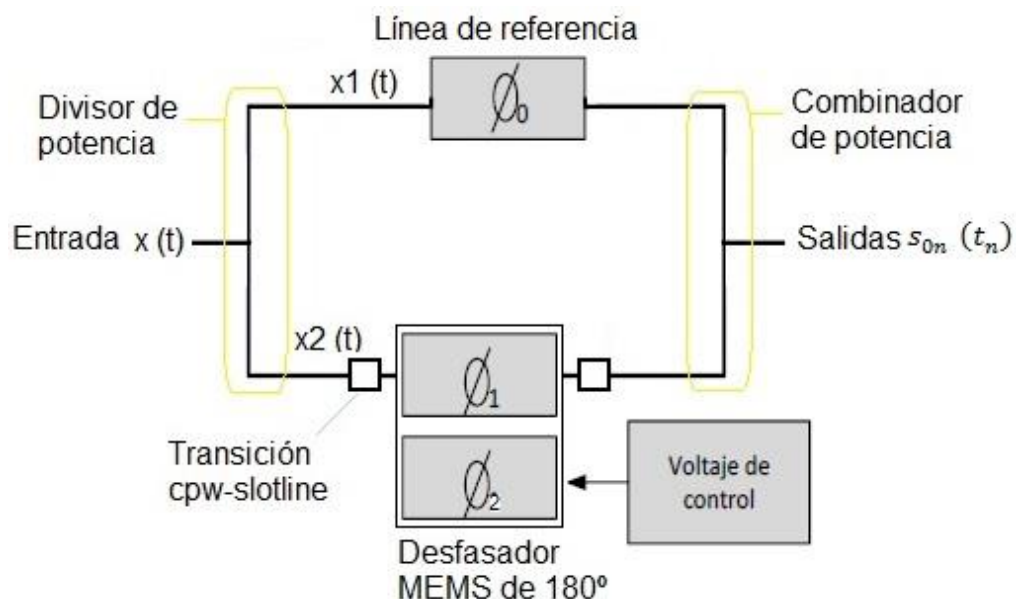 Línea de referencia
x1 (t)
Divisor de
potencia
Ø0
Combinador
de potencia
Entrada x (t)
Salidas s₀ₙ (tₙ)
x2 (t)
Ø1
Transición
cpw-slotline
Ø2
Voltaje de
control
Desfasador
MEMS de 180º